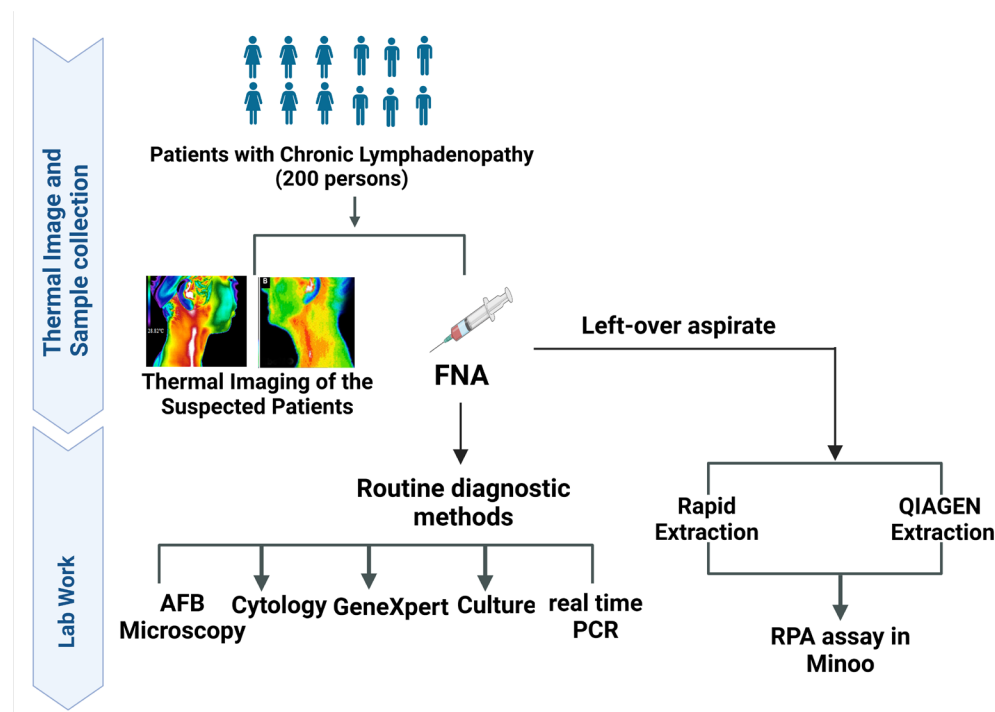 Thermal Image and
Sample collection
Patients with Chronic Lymphadenopathy
(200 persons)
28.82°C
B
Thermal Imaging of the
Suspected Patients
FNA
Left-over aspirate
Lab Work
Routine diagnostic
methods
AFB
Microscopy
Cytology
GeneXpert
Culture
real time
PCR
Rapid
Extraction
QIAGEN
Extraction
RPA assay in
Minoo